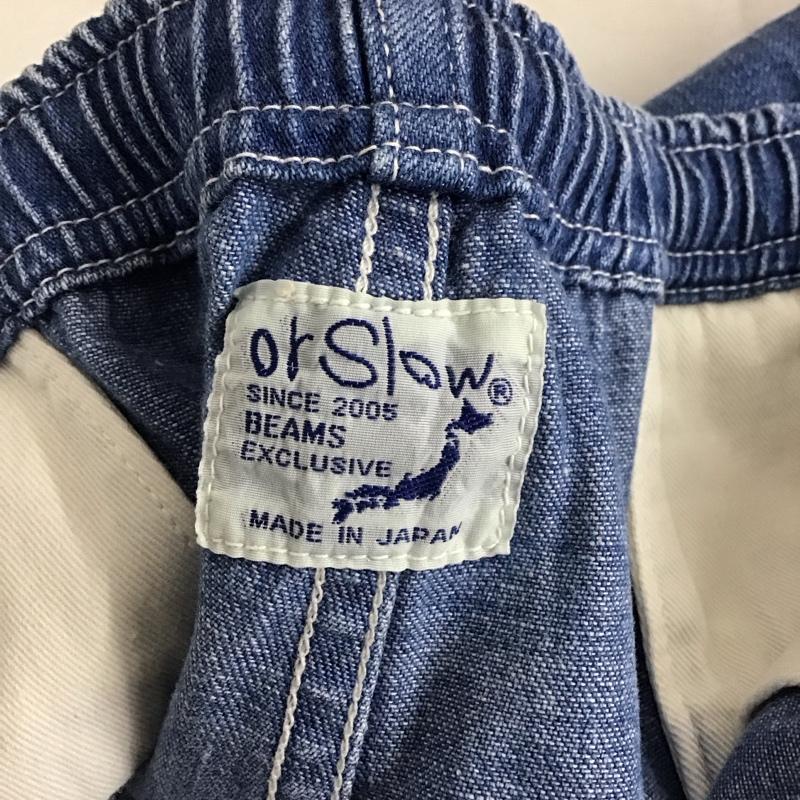 orSlow®
SINCE 2005
BEAMS
EXCLUSIVE
MADE IN JAPAN